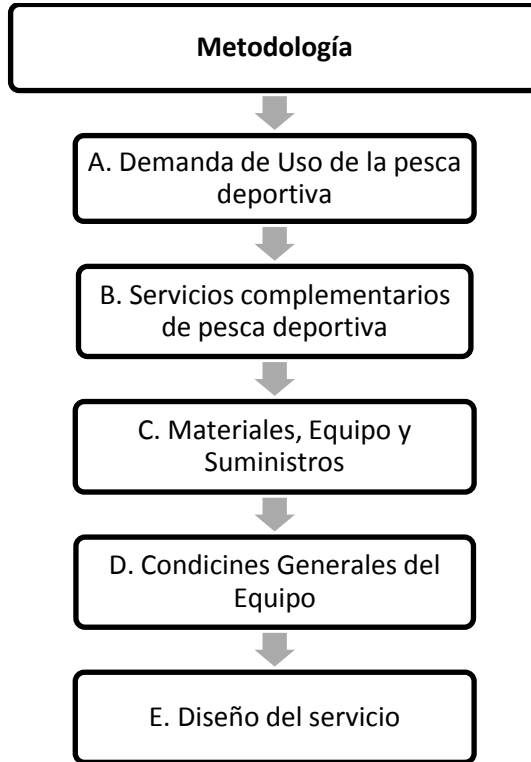 Metodología
A. Demanda de Uso de la pesca
deportiva
B. Servicios complementarios
de pesca deportiva
C. Materiales, Equipo y
Suministros
D. Condicines Generales del
Equipo
E. Diseño del servicio